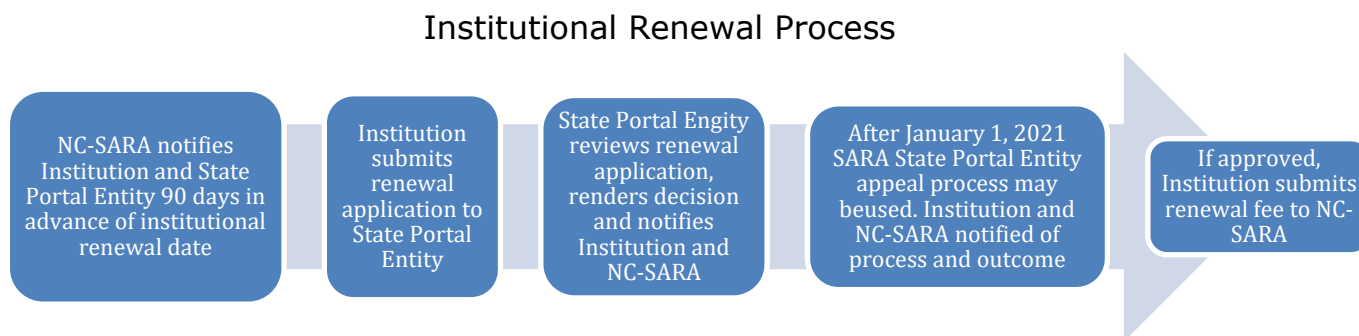 Institutional Renewal Process
NC-SARA notifies
Institution and State
Portal Entity 90 days in
advance of institutional
renewal date
Institution
submits
renewal
application to
State Portal
Entity
State Portal Engity
reviews renewal
application,
renders decision
and notifies
Institution and
NC-SARA
After January 1, 2021
SARA State Portal Entity
appeal process may
beused. Institution and
NC-SARA notified of
process and outcome
If approved,
Institution submits
renewal fee to NC-
SARA